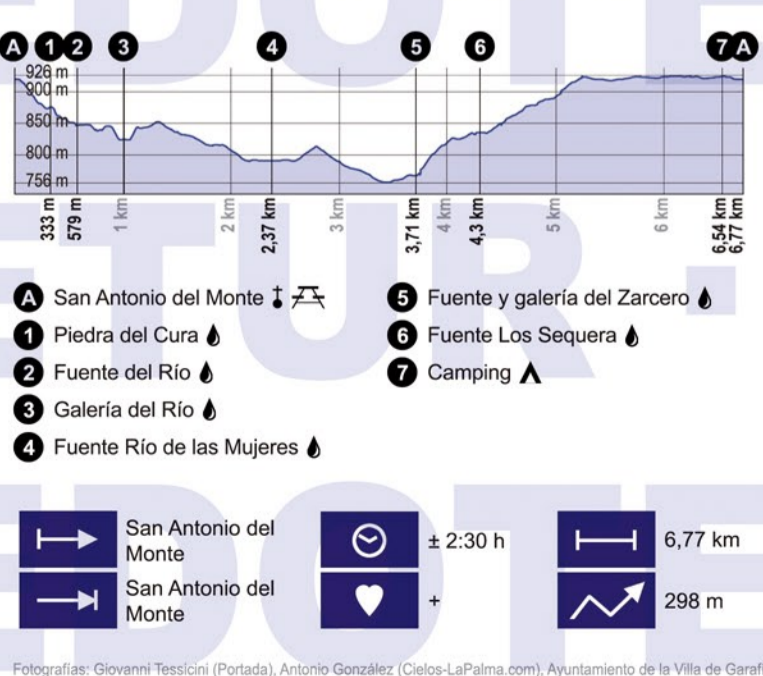 A 1 2 3 4 5 6 7 A
926 m
900 m
850 m
800 m
756 m
333 m 579 m 1 km 2 km 2,37 km 3 km 3,71 km 4 km 4,3 km 5 km 6 km 6,54 km 6,77 km
A San Antonio del Monte
1 Piedra del Cura
2 Fuente del Río
3 Galería del Río
4 Fuente Río de las Mujeres
5 Fuente y galería del Zarcero
6 Fuente Los Sequera
7 Camping
San Antonio del
Monte
San Antonio del
Monte
± 2:30 h
+
6,77 km
298 m
Fotografías: Giovanni Tessicini (Portada), Antonio González (Cielos-LaPalma.com), Ayuntamiento de la Villa de Garafí
EDOTE
ETUR -
EDOTE